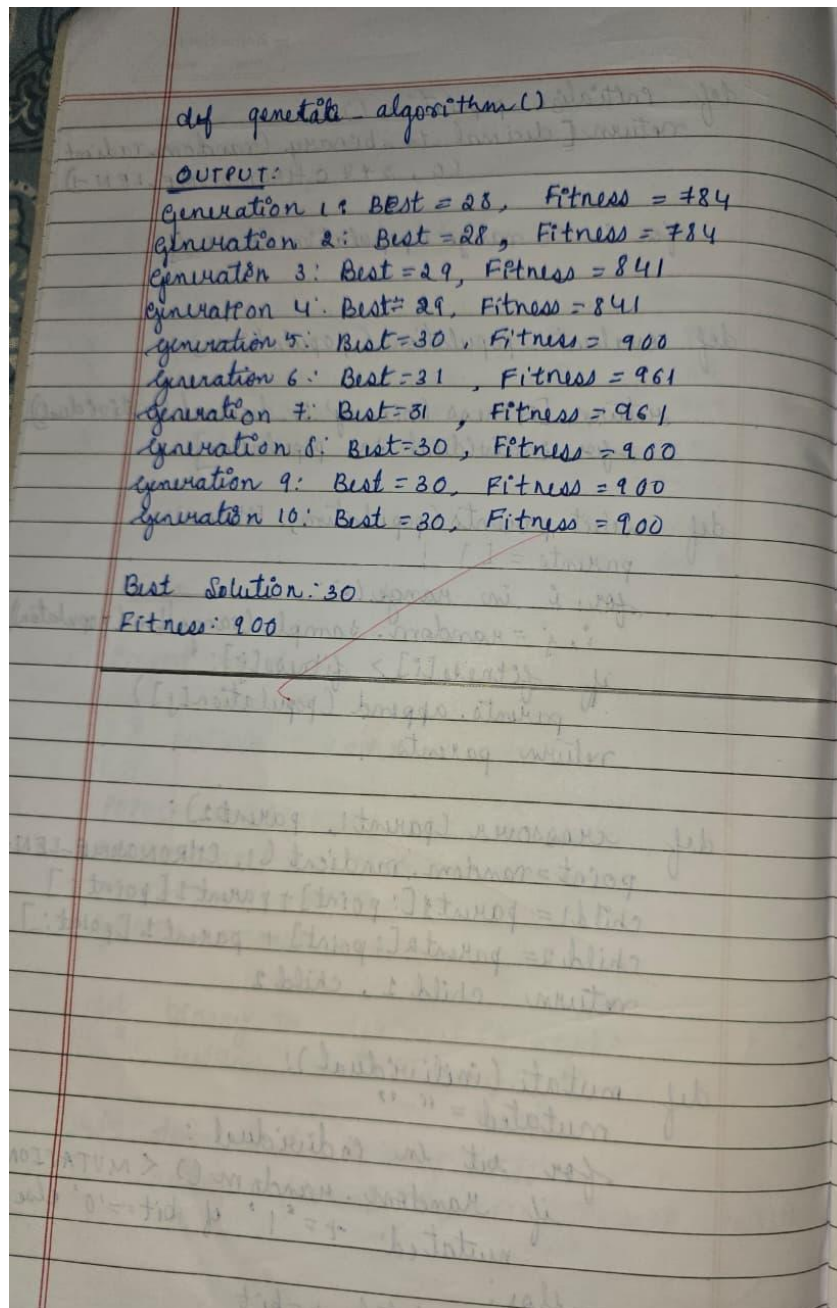 def genetate_algorithm()
OUTPUT:
Generation 1: Best = 28, Fitness = 784
Generation 2: Best = 28, Fitness = 784
Generation 3: Best = 29, Fitness = 841
Generation 4: Best = 29, Fitness = 841
Generation 5: Best = 30, Fitness = 900
Generation 6: Best = 31, Fitness = 961
Generation 7: Best = 31, Fitness = 961
Generation 8: Best = 30, Fitness = 900
Generation 9: Best = 30, Fitness = 900
Generation 10: Best = 30, Fitness = 900
Best Solution: 30
Fitness: 900